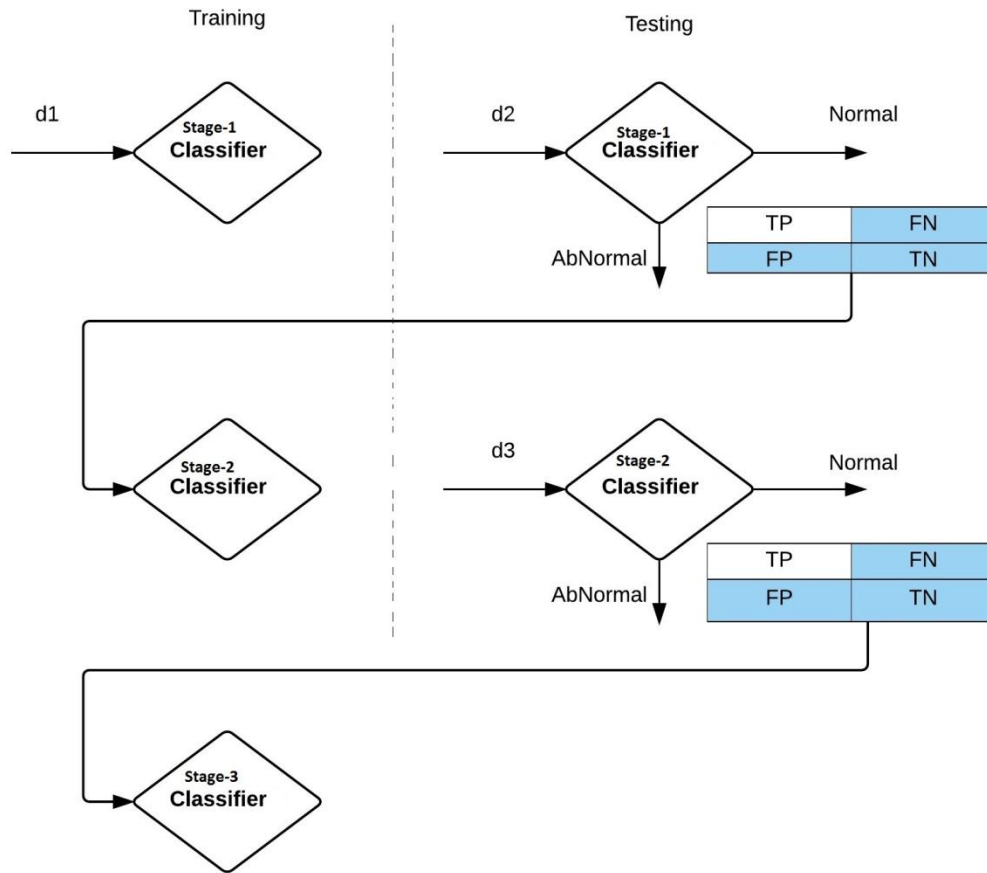 Training
Testing
d1
Stage-1
Classifier
d2
Stage-1
Classifier
Normal
AbNormal
TP FN
FP TN
Stage-2
Classifier
d3
Stage-2
Classifier
Normal
AbNormal
TP FN
FP TN
Stage-3
Classifier